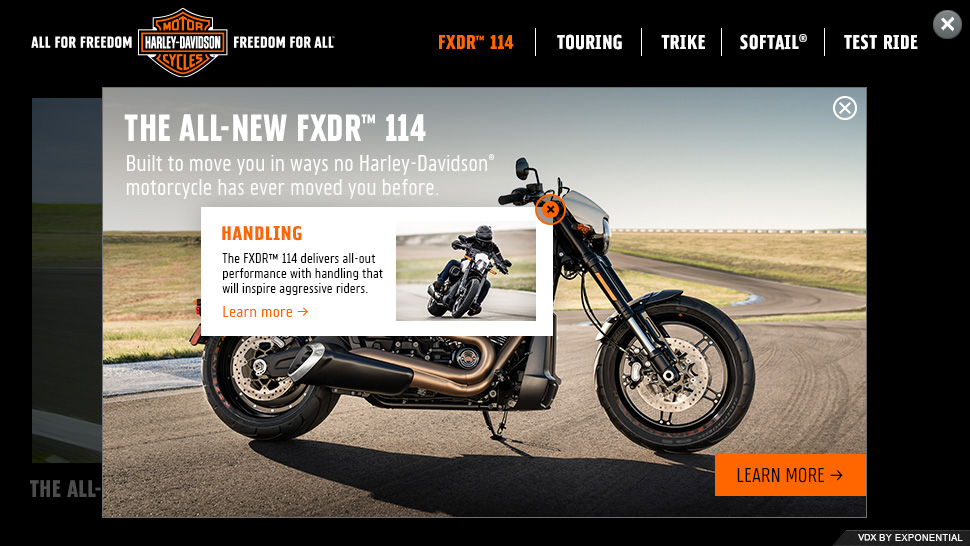 ALL FOR FREEDOM
MOTOR
HARLEY-DAVIDSON
CYCLES
FREEDOM FOR ALL
FXDR™ 114
TOURING
TRIKE
SOFTAIL®
TEST RIDE
THE ALL-NEW FXDR™ 114
Built to move you in ways no Harley-Davidson®
motorcycle has ever moved you before.
HANDLING
The FXDR™ 114 delivers all-out
performance with handling that
will inspire aggressive riders.
Learn more →
LEARN MORE →
THE ALL-
VDX BY EXPONENTIAL